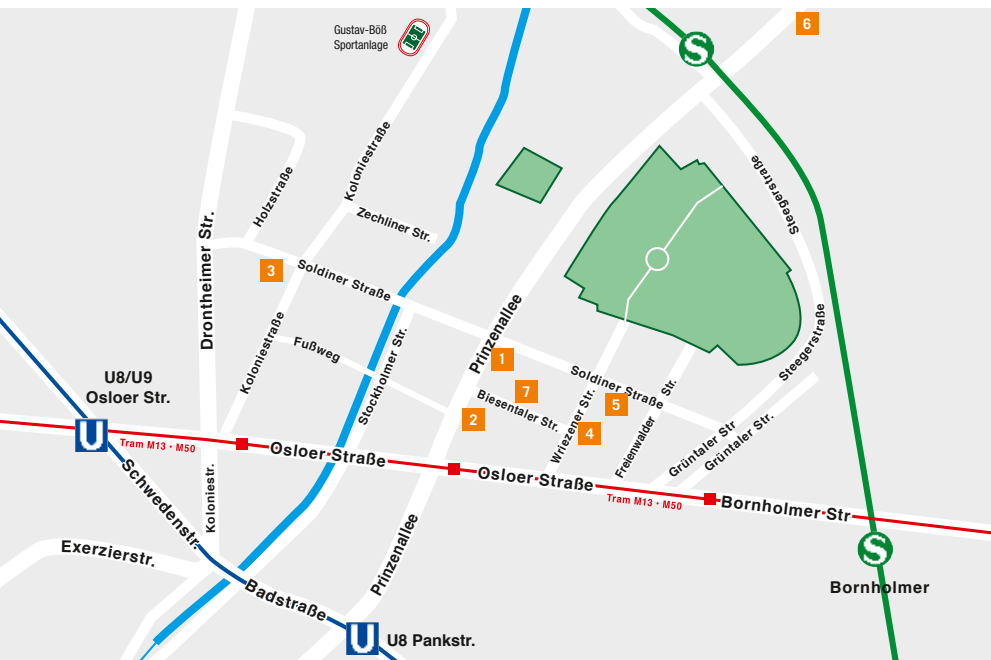 6
Gustav-Böß
Sportanlage
S
Koloniestraße
Holzstraße
Steegerstraße
Zechliner Str.
Drontheimer Str.
3
Soldiner Straße
Prinzenallee
Koloniestraße
Fußweg
Stockholmer Str.
Steegerstraße
1
U8/U9
Osloer Str.
Soldiner Straße
7
Biesentaler Str.
Wriezener Str.
5
Freienwalder Str.
2
4
Grüntaler Str
Grüntaler Str.
U
Tram M13 · M50
Osloer Straße
Osloer Straße
Tram M13 · M50
Bornholmer Str
Schwedenstr.
Koloniestr.
Exerzierstr.
Prinzenallee
S
Bornholmer
Badstraße
U
U8 Pankstr.